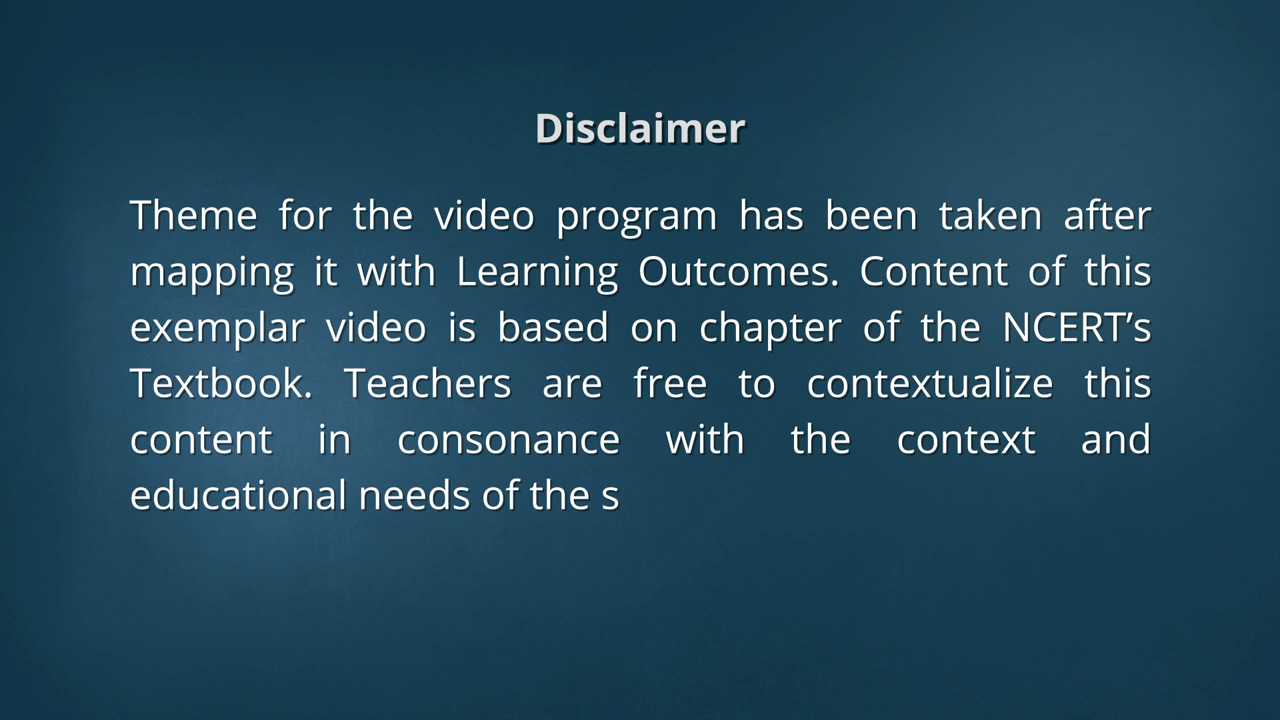 Disclaimer
Theme for the video program has been taken after
mapping it with Learning Outcomes. Content of this
exemplar video is based on chapter of the NCERT’s
Textbook. Teachers are free to contextualize this
content in consonance with the context and
educational needs of the s